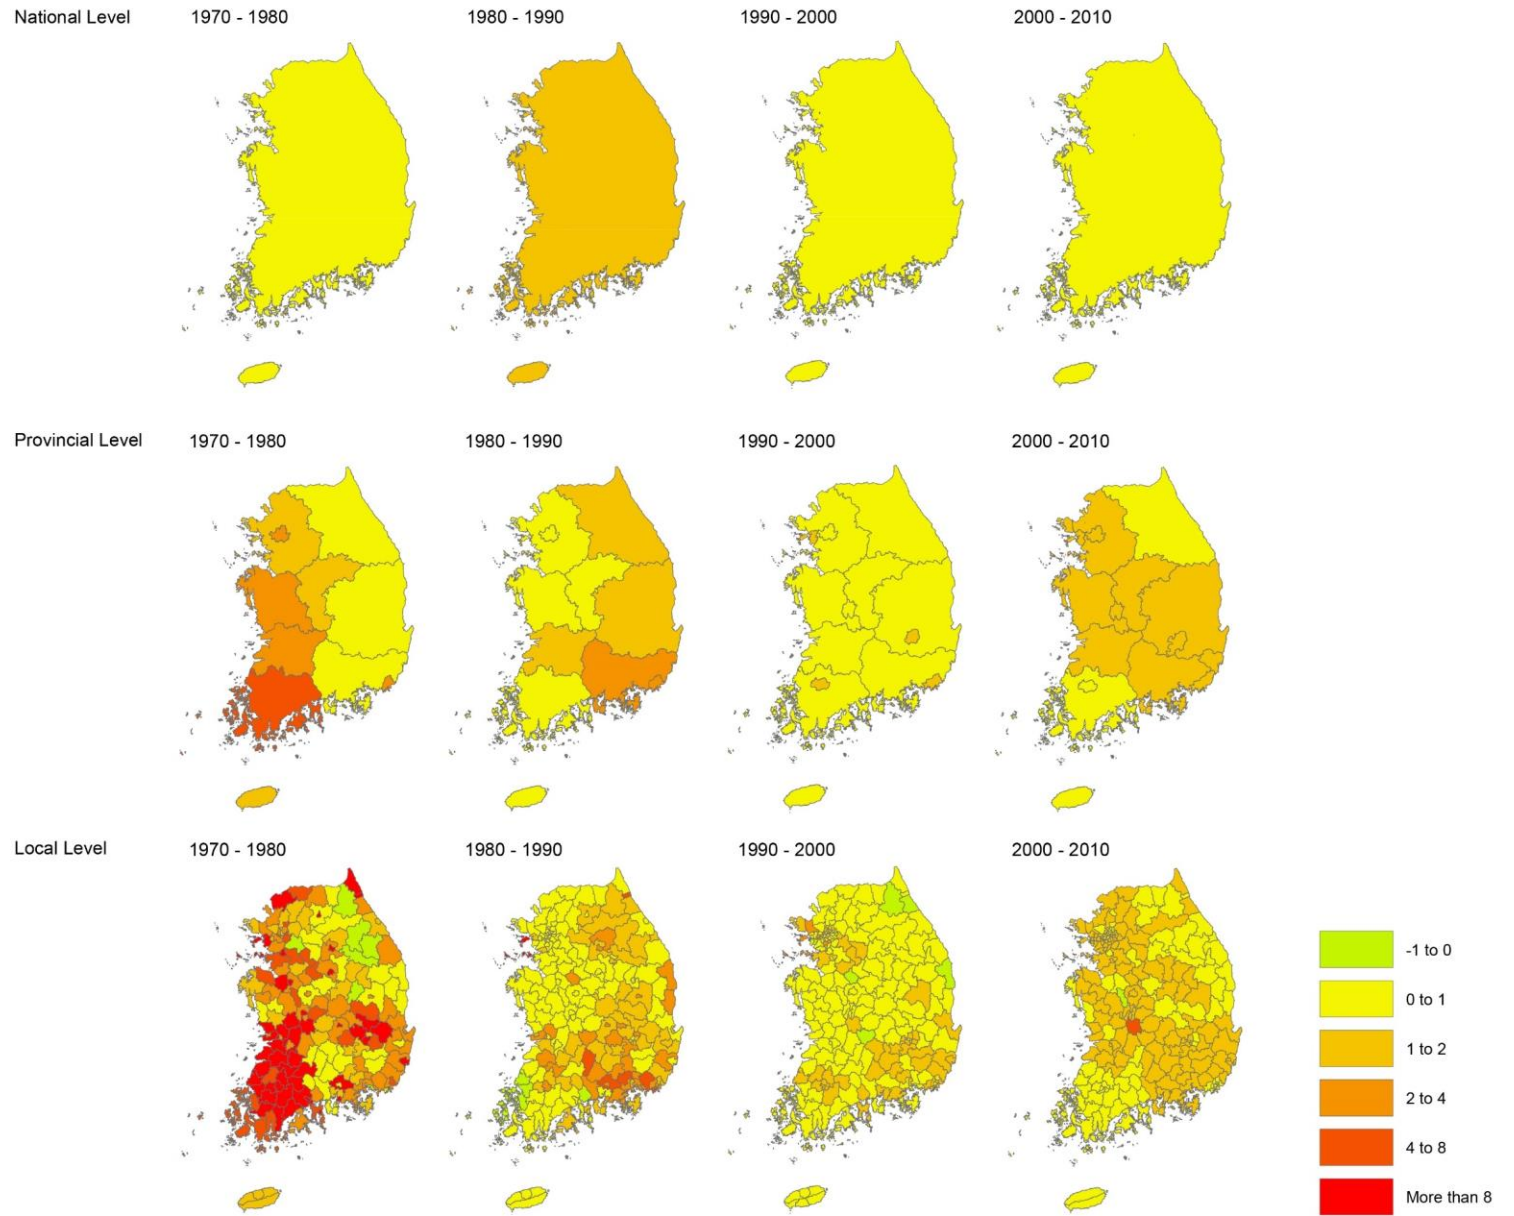 National Level
1970 - 1980
1980 - 1990
1990 - 2000
2000 - 2010
Provincial Level
1970 - 1980
1980 - 1990
1990 - 2000
2000 - 2010
Local Level
1970 - 1980
1980 - 1990
1990 - 2000
2000 - 2010
-1 to 0
0 to 1
1 to 2
2 to 4
4 to 8
More than 8